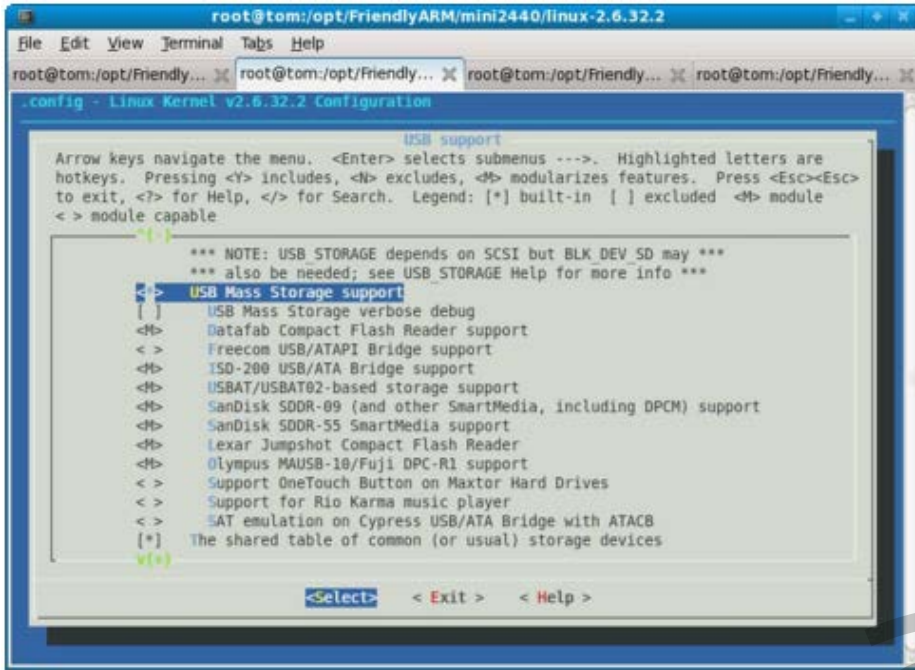 root@tom:/opt/FriendlyARM/mini2440/linux-2.6.32.2
File Edit View Terminal Tabs Help
root@tom:/opt/Friendly... root@tom:/opt/Friendly... root@tom:/opt/Friendly... root@tom:/opt/Friendly...
.config - Linux Kernel v2.6.32.2 Configuration
USB support
Arrow keys navigate the menu. <Enter> selects submenus --->. Highlighted letters are
hotkeys. Pressing <Y> includes, <N> excludes, <M> modularizes features. Press <Esc><Esc>
to exit, <?> for Help, </> for Search. Legend: [*] built-in [ ] excluded <M> module
< > module capable
^(-)
*** NOTE: USB_STORAGE depends on SCSI but BLK_DEV_SD may ***
*** also be needed; see USB_STORAGE Help for more info ***
<*> USB Mass Storage support
[ ] USB Mass Storage verbose debug
<M> Datafab Compact Flash Reader support
< > Freecom USB/ATAPI Bridge support
<M> ISD-200 USB/ATA Bridge support
<M> USBAT/USBAT02-based storage support
<M> SanDisk SDDR-09 (and other SmartMedia, including DPCM) support
<M> SanDisk SDDR-55 SmartMedia support
<M> Lexar Jumpshot Compact Flash Reader
<M> Olympus MAUSB-10/Fuji DPC-R1 support
< > Support OneTouch Button on Maxtor Hard Drives
< > Support for Rio Karma music player
< > SAT emulation on Cypress USB/ATA Bridge with ATACB
[*] The shared table of common (or usual) storage devices
v(+)
<Select> < Exit > < Help >